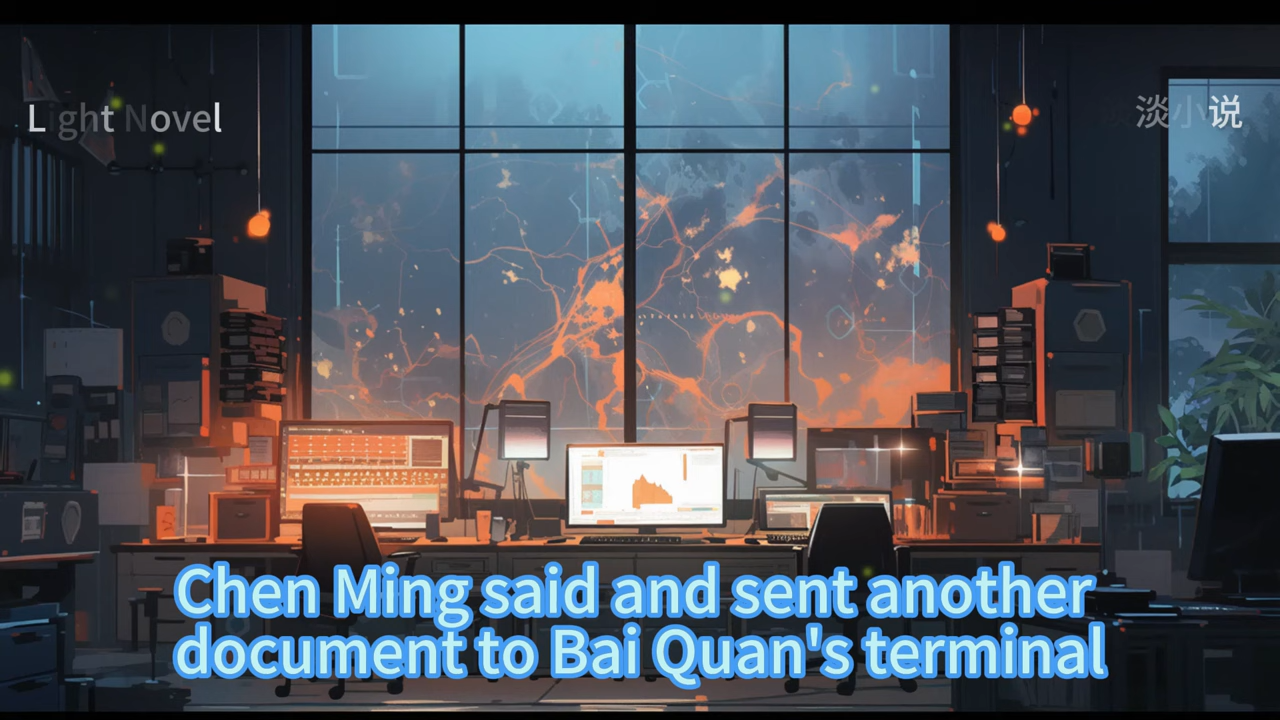 Light Novel
淡小说
Chen Ming said and sent another
document to Bai Quan's terminal